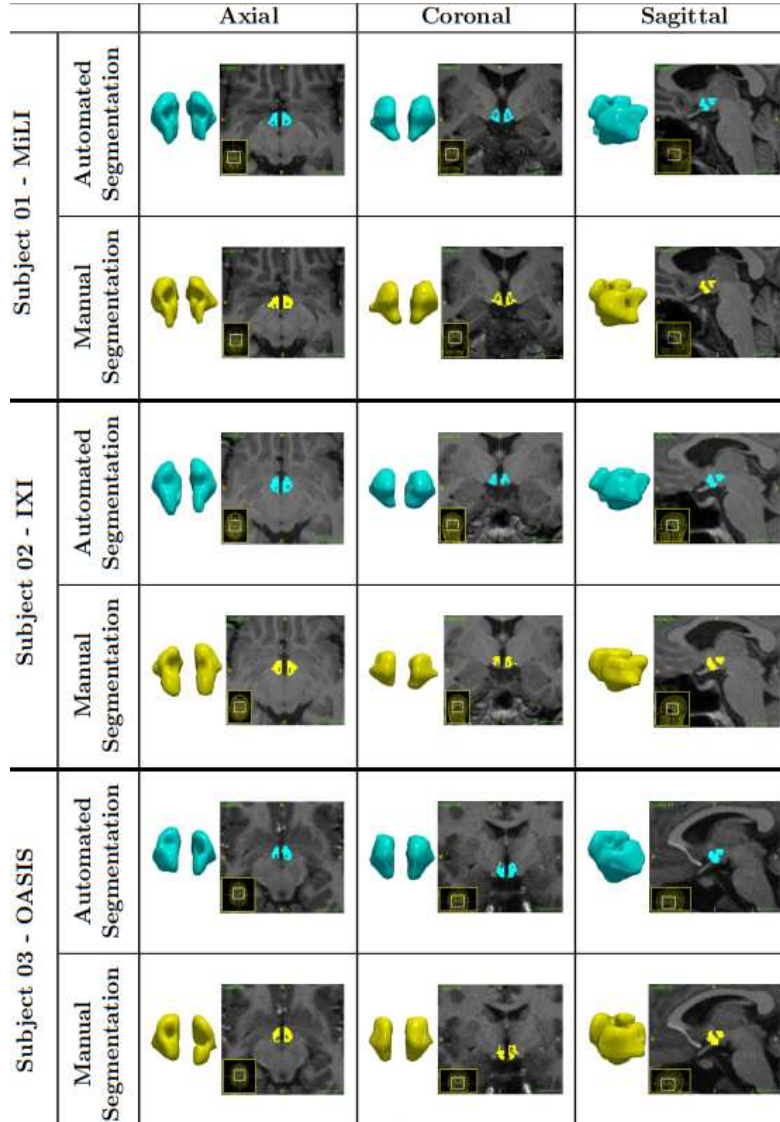 Axial Coronal Sagittal
Subject 01 - MiLI
Automated
Segmentation
Manual
Segmentation
Subject 02 - IXI
Automated
Segmentation
Manual
Segmentation
Subject 03 - OASIS
Automated
Segmentation
Manual
Segmentation